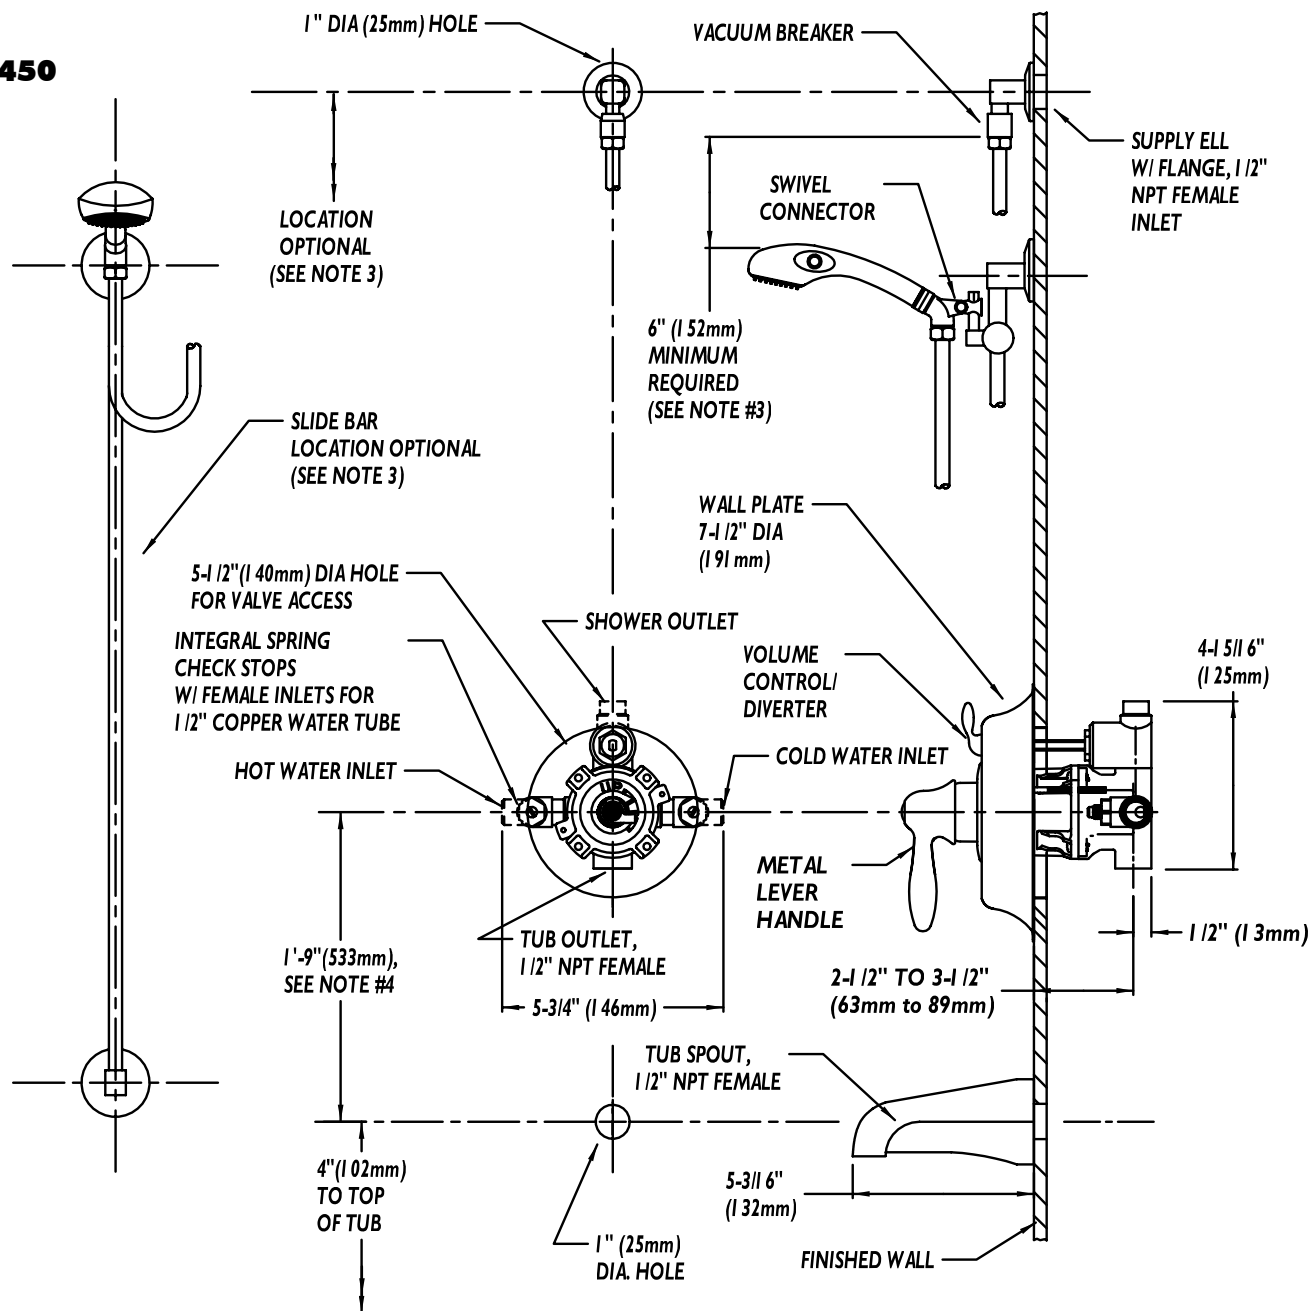 1" DIA (25mm) HOLE
VACUUM BREAKER
450
SUPPLY ELL
W/ FLANGE, 1/2"
NPT FEMALE
INLET
SWIVEL
CONNECTOR
LOCATION
OPTIONAL
(SEE NOTE 3)
6" (152mm)
MINIMUM
REQUIRED
(SEE NOTE #3)
SLIDE BAR
LOCATION OPTIONAL
(SEE NOTE 3)
WALL PLATE
7-1/2" DIA
(191 mm)
5-1/2"(140mm) DIA HOLE
FOR VALVE ACCESS
SHOWER OUTLET
INTEGRAL SPRING
CHECK STOPS
W/ FEMALE INLETS FOR
1/2" COPPER WATER TUBE
VOLUME
CONTROL/
DIVERTER
4-15/16"
(125mm)
HOT WATER INLET
COLD WATER INLET
METAL
LEVER
HANDLE
TUB OUTLET,
1/2" NPT FEMALE
1'-9"(533mm),
SEE NOTE #4
1/2" (13mm)
2-1/2" TO 3-1/2"
(63mm to 89mm)
5-3/4" (146mm)
TUB SPOUT,
1/2" NPT FEMALE
4"(102mm)
TO TOP
OF TUB
5-3/16"
(132mm)
1" (25mm)
DIA. HOLE
FINISHED WALL